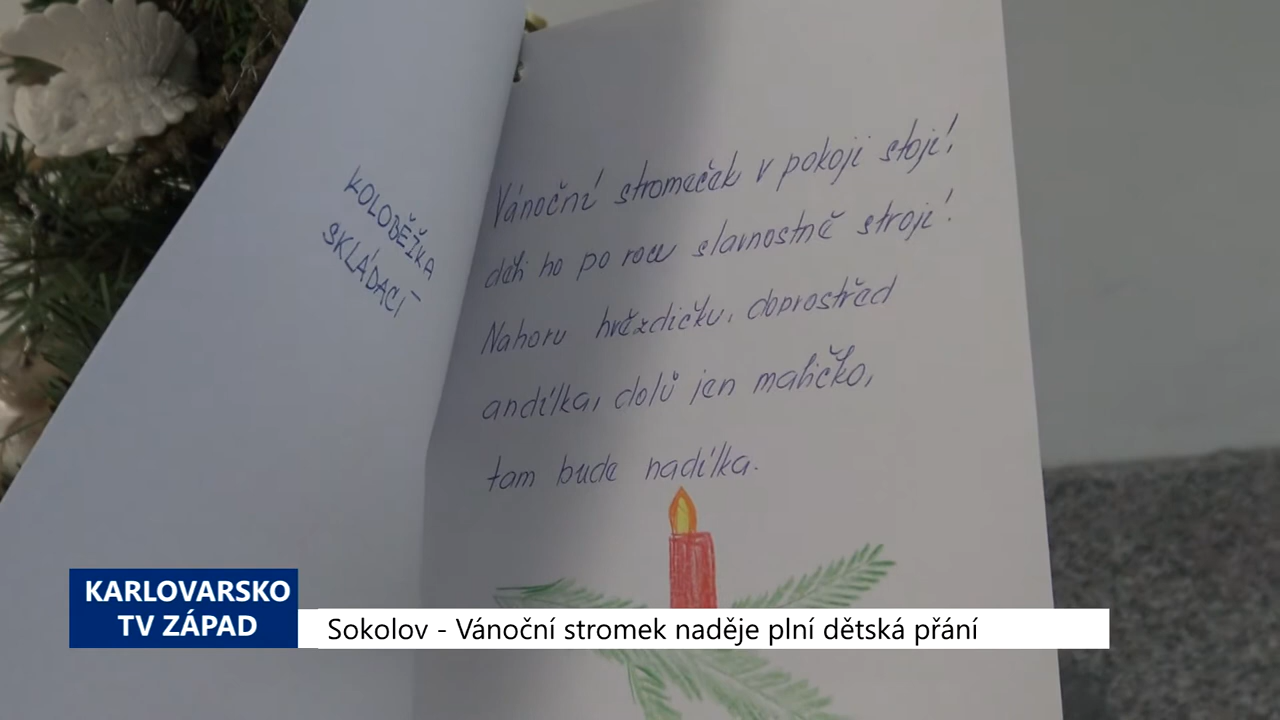 KOLOBĚŽKA
SKLÁDACÍ
Vánoční stromeček v pokoji stojí!
děti ho po roce slavnostně strojí!
Nahoru hvězdičku, doprostřed
andílka, dolů jen maličko,
tam bude nadílka.
KARLOVARSKO
TV ZÁPAD
Sokolov - Vánoční stromek naděje plní dětská přání